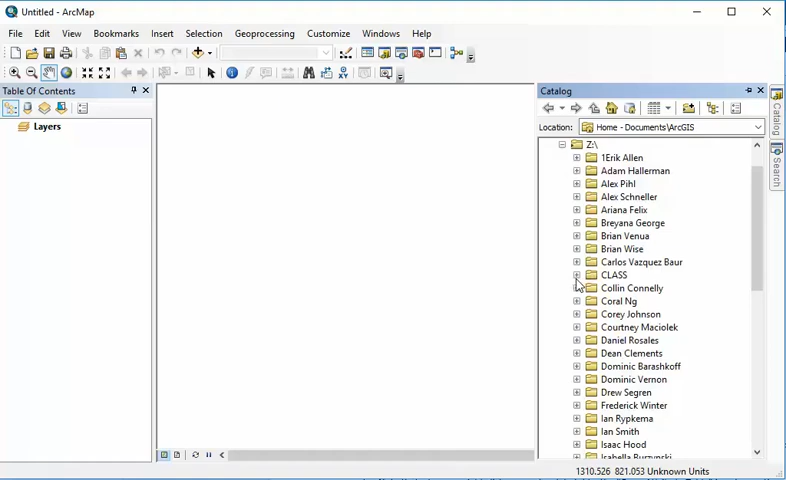 Untitled - ArcMap
File Edit View Bookmarks Insert Selection Geoprocessing Customize Windows Help
Table Of Contents
Layers
Catalog
Location: Home - Documents\ArcGIS
Z:\
1Erik Allen
Adam Hallerman
Alex Pihl
Alex Schneller
Ariana Felix
Breyana George
Brian Venua
Brian Wise
Carlos Vazquez Baur
CLASS
Collin Connelly
Coral Ng
Corey Johnson
Courtney Maciolek
Daniel Rosales
Dean Clements
Dominic Barashkoff
Dominic Vernon
Drew Segren
Frederick Winter
Ian Rypkema
Ian Smith
Isaac Hood
Isabella Buczynski
Catalog
Search
1310.526 821.053 Unknown Units